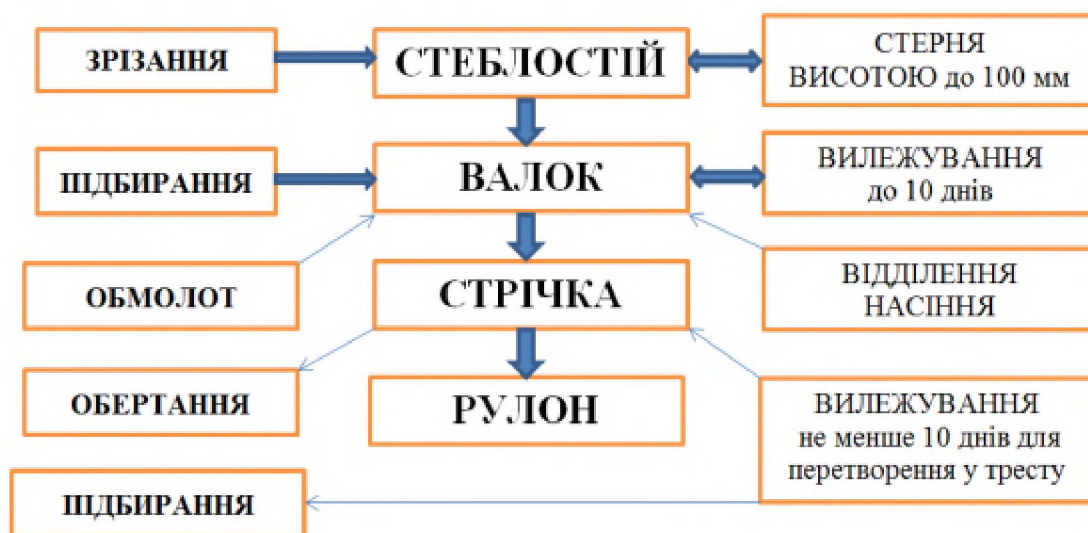 ЗРІЗАННЯ
СТЕБЛОСТІЙ
СТЕРНЯ
ВИСОТОЮ до 100 мм
ПІДБИРАННЯ
ВАЛОК
ВИЛЕЖУВАННЯ
до 10 днів
ОБМОЛОТ
СТРІЧКА
ВІДДІЛЕННЯ
НАСІННЯ
ОБЕРТАННЯ
РУЛОН
ВИЛЕЖУВАННЯ
не менше 10 днів для
перетворення у тресту
ПІДБИРАННЯ